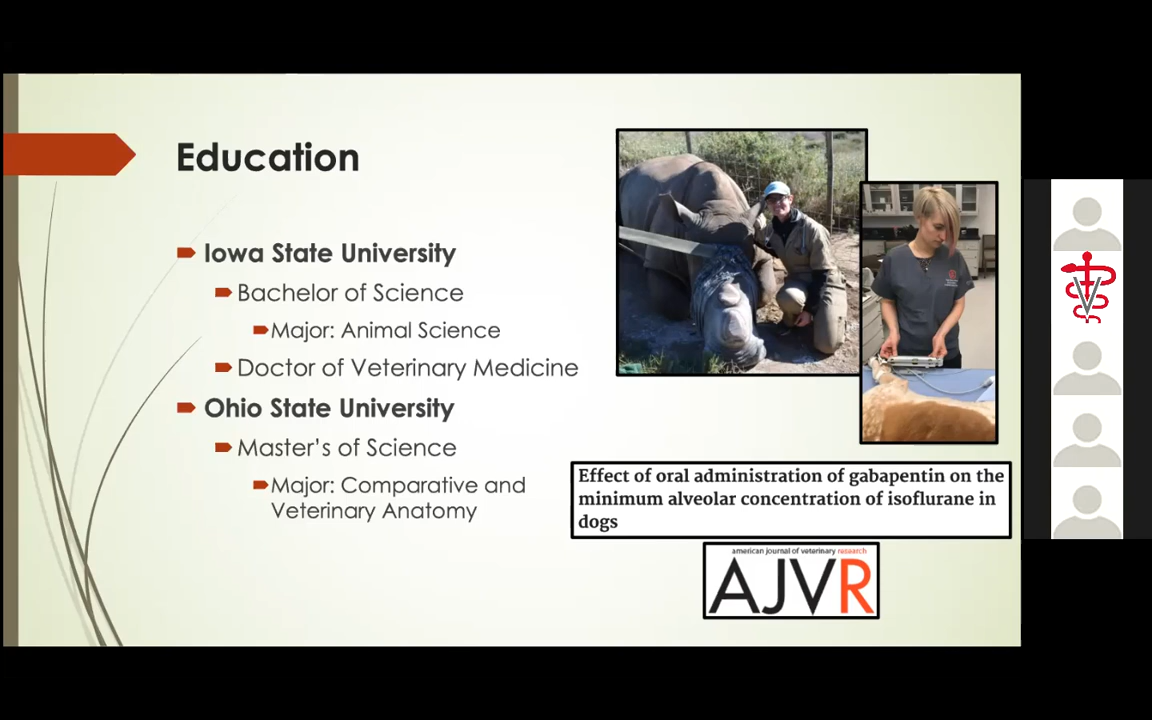 Education
Iowa State University
Bachelor of Science
Major: Animal Science
Doctor of Veterinary Medicine
Ohio State University
Master's of Science
Major: Comparative and
Veterinary Anatomy
Effect of oral administration of gabapentin on the
minimum alveolar concentration of isoflurane in
dogs
american journal of veterinary research
AJVR